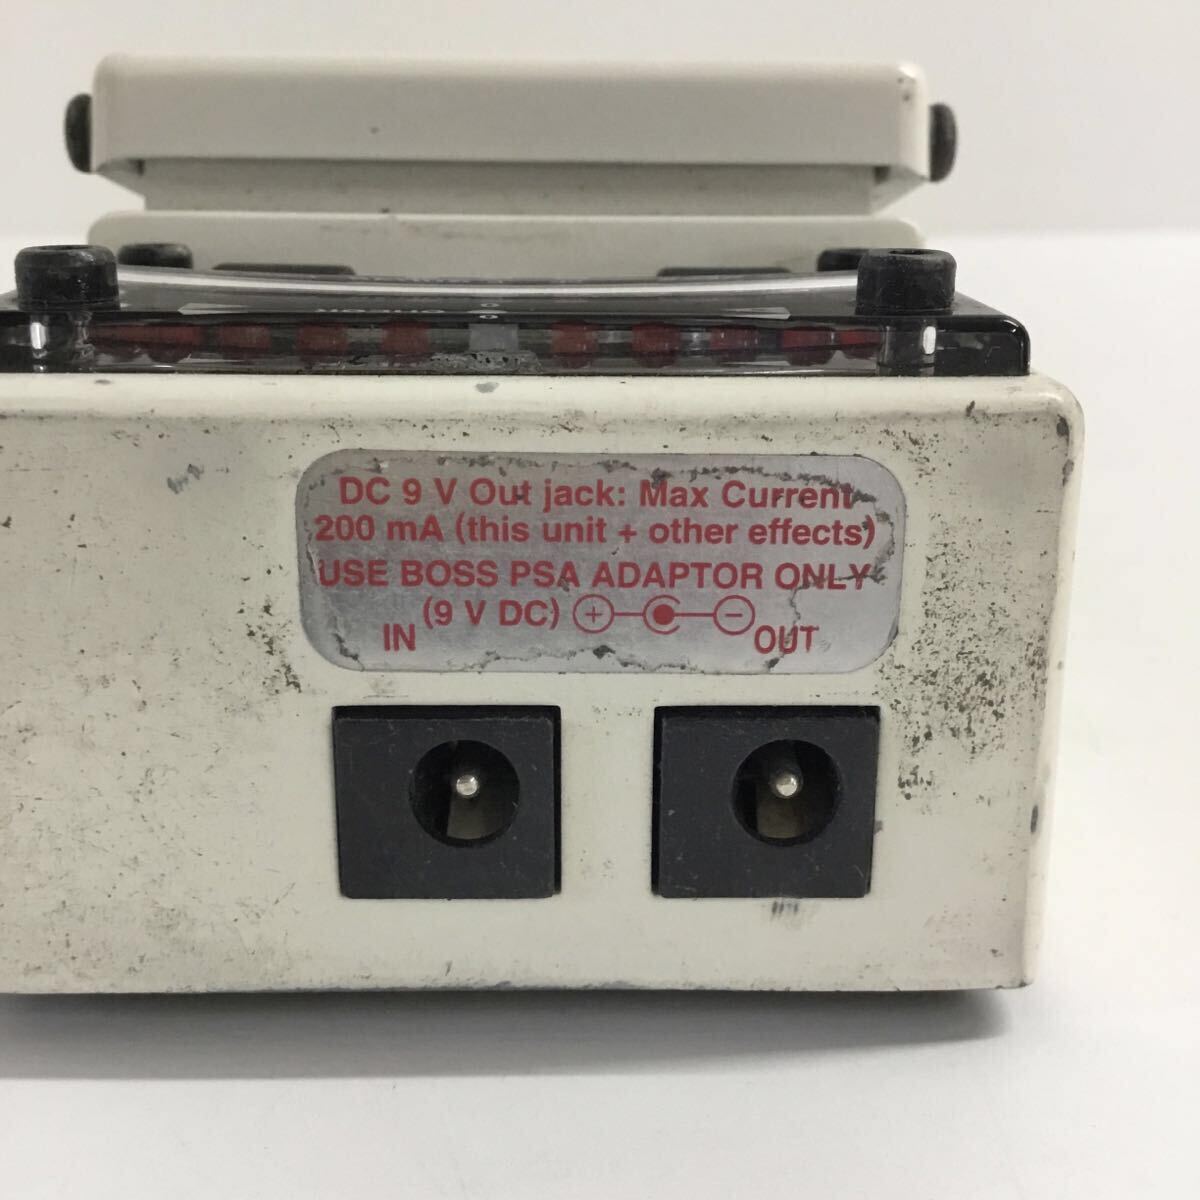 DC 9 V Out jack: Max Current
200 mA (this unit + other effects)
USE BOSS PSA ADAPTOR ONLY
(9 V DC) + −
IN OUT